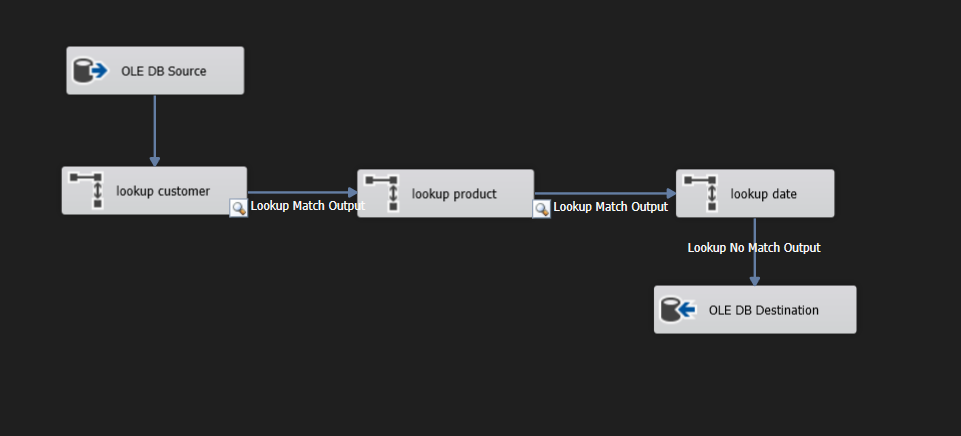 OLE DB Source
lookup customer
Lookup Match Output
lookup product
Lookup Match Output
lookup date
Lookup No Match Output
OLE DB Destination